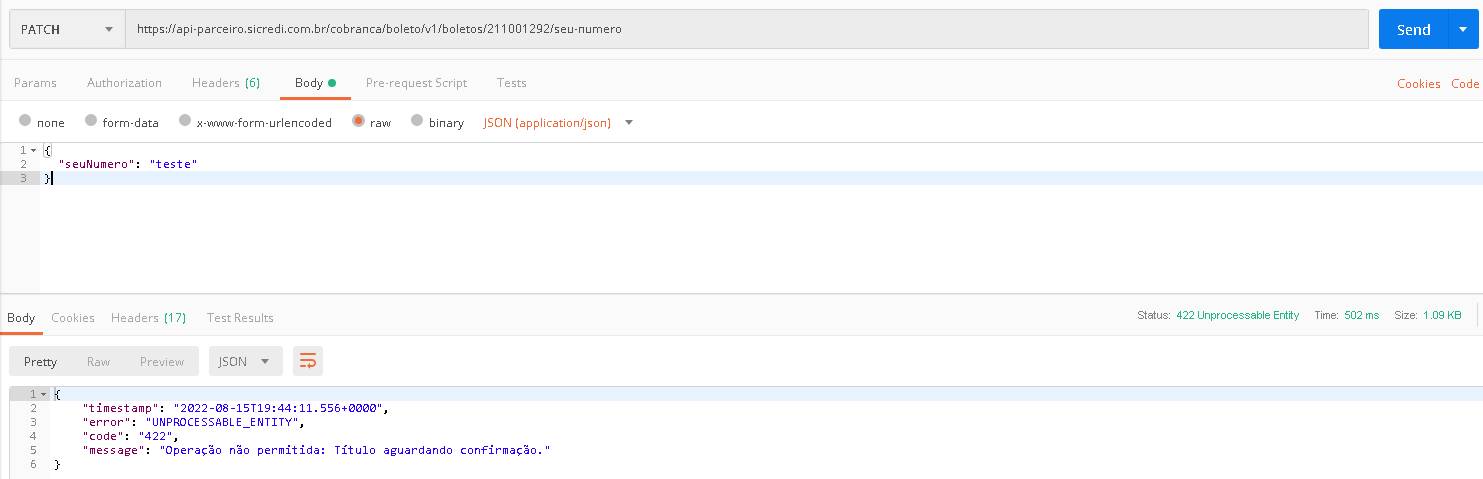 PATCH https://api-parceiro.sicredi.com.br/cobranca/boleto/v1/boletos/211001292/seu-numero Send
Params Authorization Headers (6) Body Pre-request Script Tests Cookies Code
none form-data x-www-form-urlencoded raw binary JSON (application/json)
1 {
2 "seuNumero": "teste"
3 }
Body Cookies Headers (17) Test Results Status: 422 Unprocessable Entity Time: 502 ms Size: 1.09 KB
Pretty Raw Preview JSON
1 {
2 "timestamp": "2022-08-15T19:44:11.556+0000",
3 "error": "UNPROCESSABLE_ENTITY",
4 "code": "422",
5 "message": "Operação não permitida: Título aguardando confirmação."
6 }